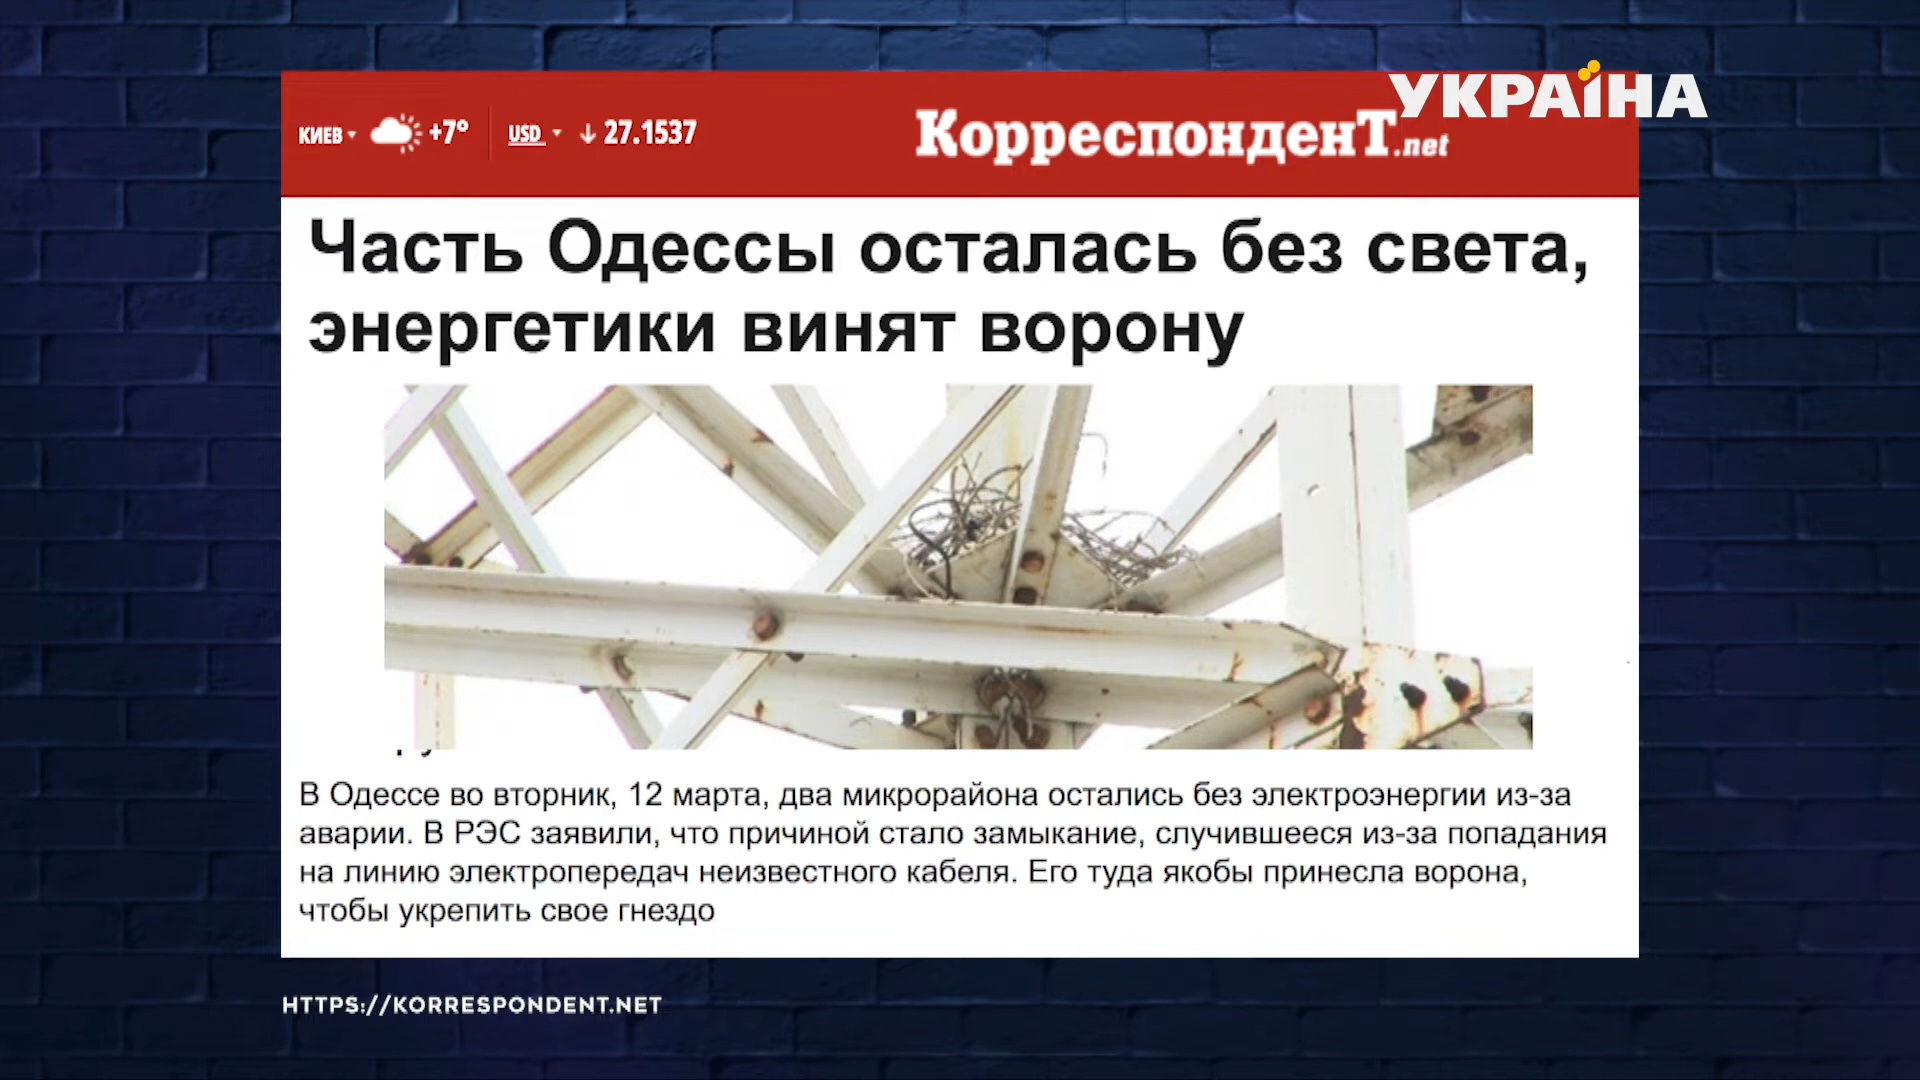 УКРАЇНА
КИЕВ +7° USD 27.1537 КорреспонденТ.net
Часть Одессы осталась без света,
энергетики винят ворону
В Одессе во вторник, 12 марта, два микрорайона остались без электроэнергии из-за
аварии. В РЭС заявили, что причиной стало замыкание, случившееся из-за попадания
на линию электропередач неизвестного кабеля. Его туда якобы принесла ворона,
чтобы укрепить свое гнездо
HTTPS://KORRESPONDENT.NET